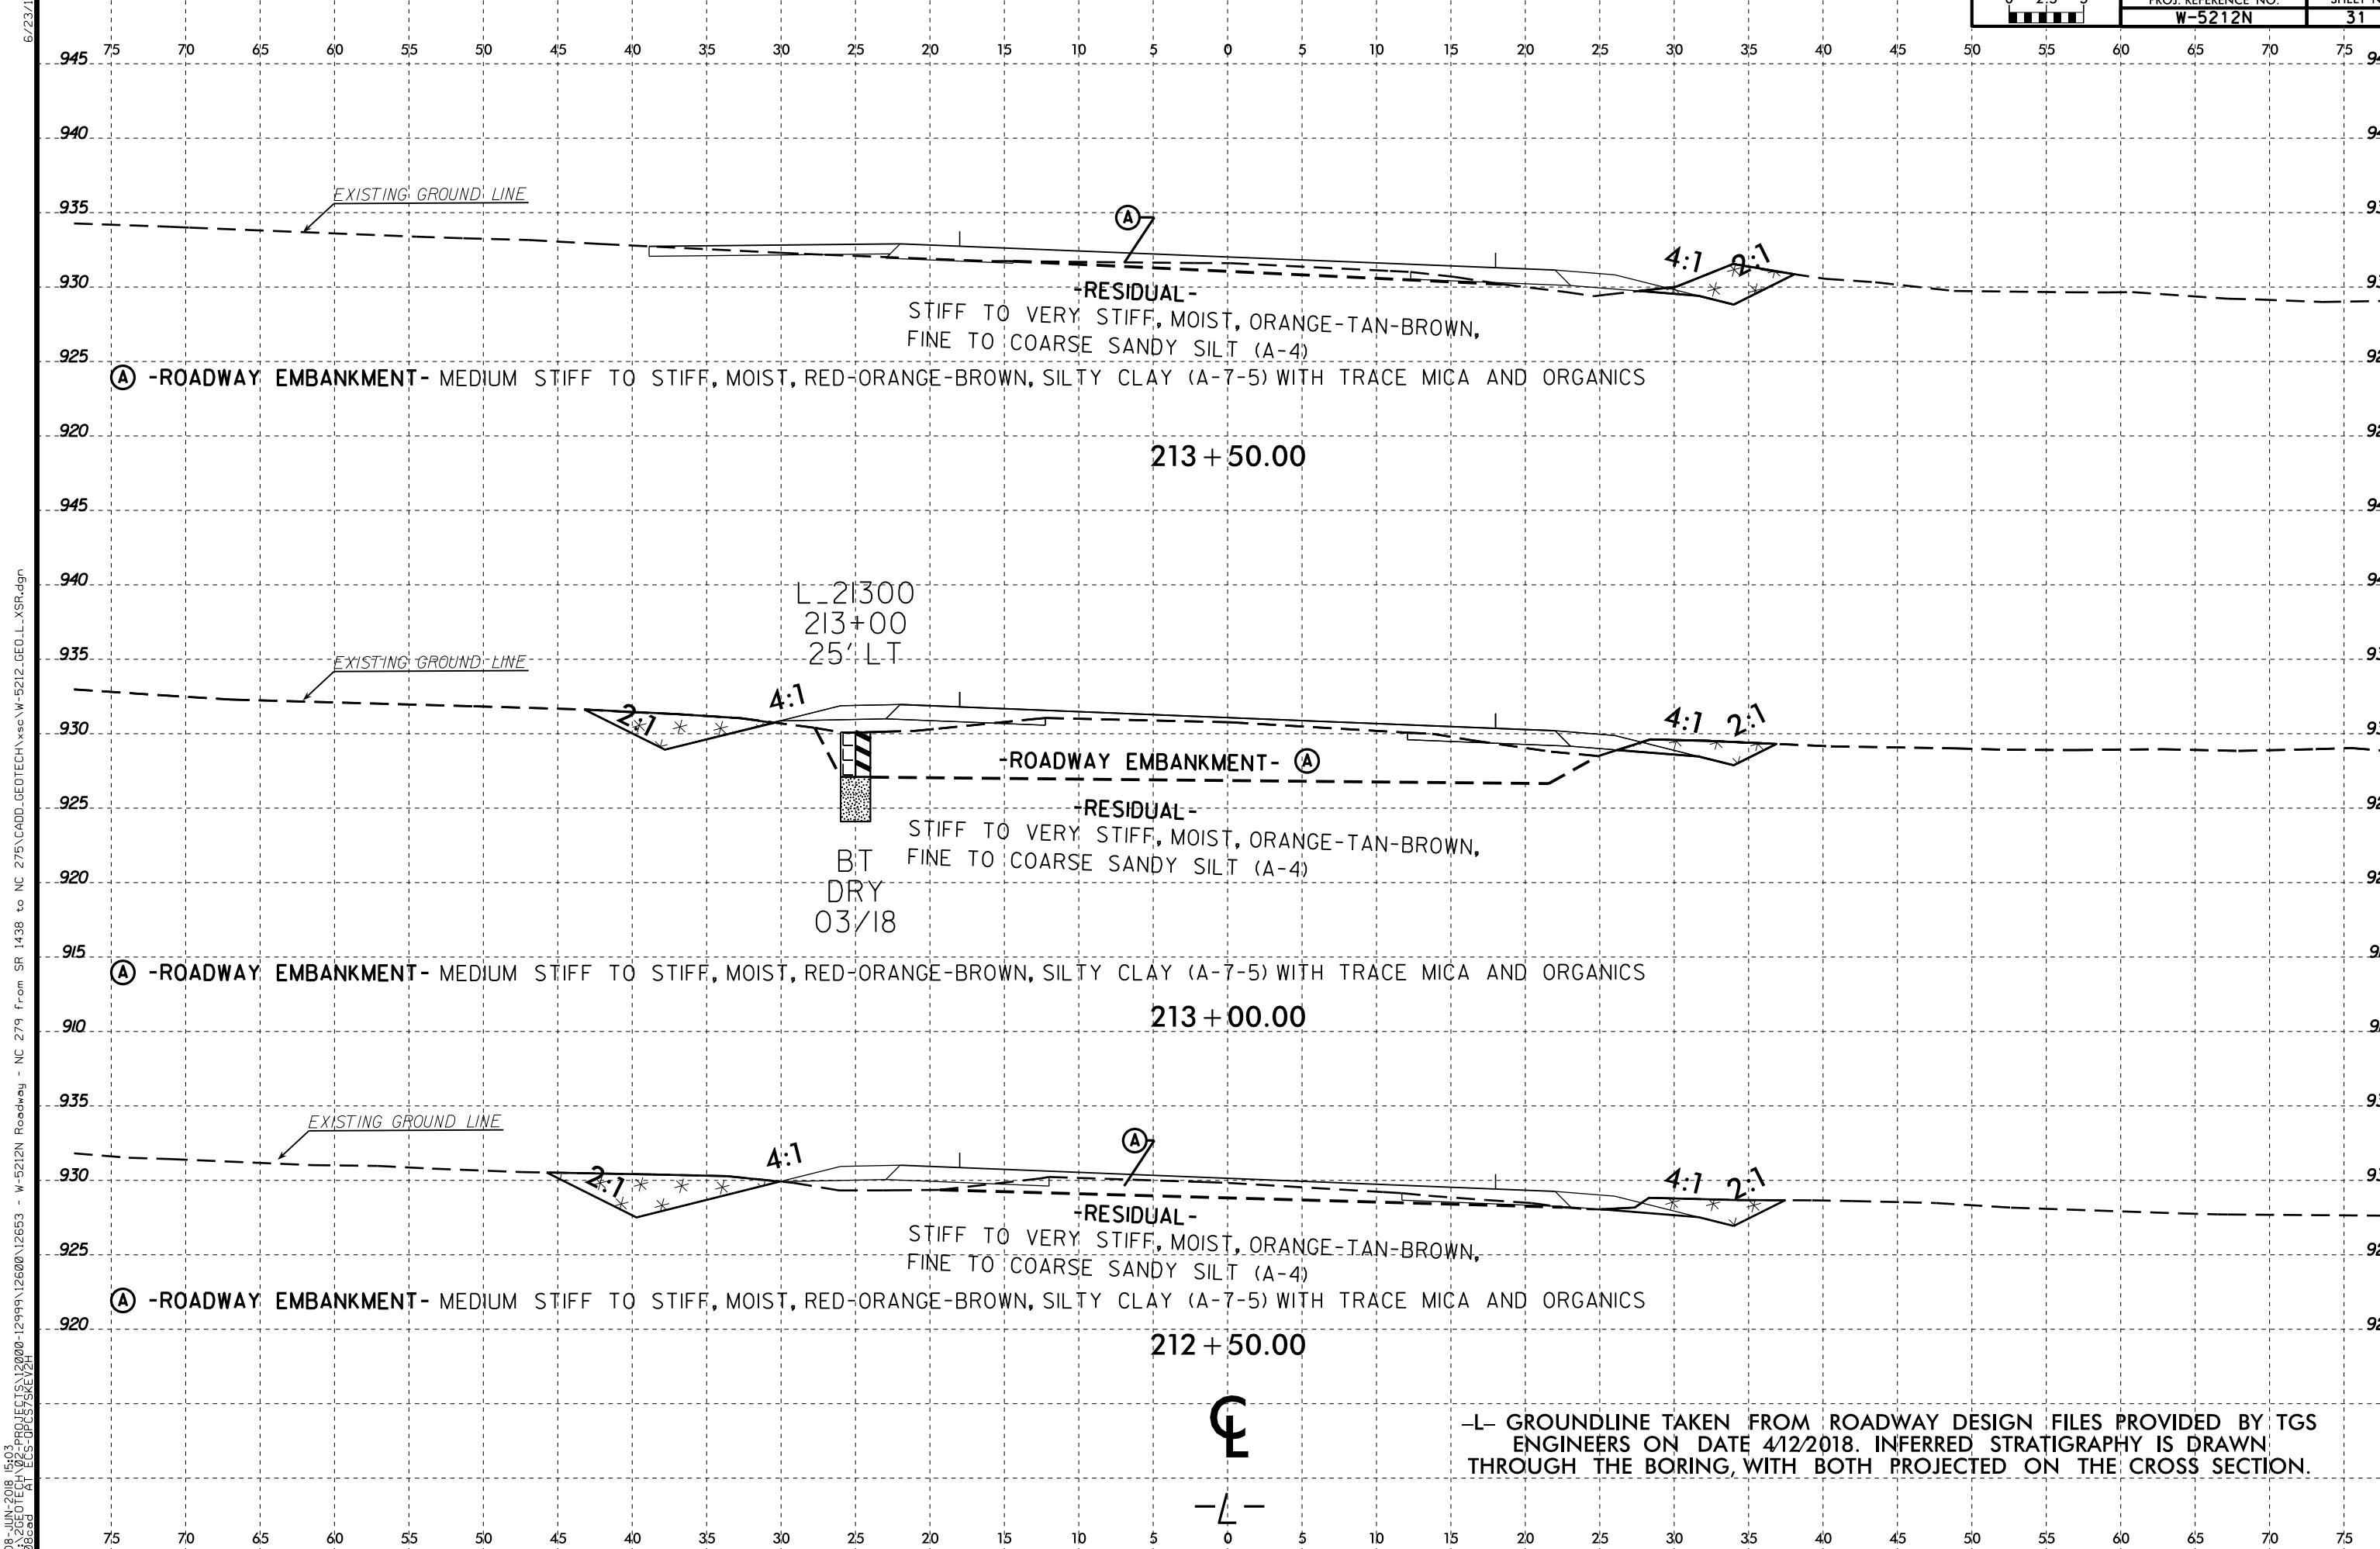 0 2.5 5
PROJ. REFERENCE NO.
W-5212N
31
6/23/1
75 70 65 60 55 50 45 40 35 30 25 20 15 10 5 0 5 10 15 20 25 30 35 40 50 55 60 65 70 75
945
940
EXISTING GROUND LINE
935
A
4:1 2:1
930
-RESIDUAL-
STIFF TO VERY STIFF, MOIST, ORANGE-TAN-BROWN,
FINE TO COARSE SANDY SILT (A-4)
925
A -ROADWAY EMBANKMENT- MEDIUM STIFF TO STIFF, MOIST, RED-ORANGE-BROWN, SILTY CLAY (A-7-5) WITH TRACE MICA AND ORGANICS
920
213+50.00
945
940
L_21300
213+00
25' LT
935
EXISTING GROUND LINE
2:1 4:1 4:1 2:1
930
-ROADWAY EMBANKMENT- A
925
-RESIDUAL-
STIFF TO VERY STIFF, MOIST, ORANGE-TAN-BROWN,
FINE TO COARSE SANDY SILT (A-4)
BT
DRY
03/18
920
915
A -ROADWAY EMBANKMENT- MEDIUM STIFF TO STIFF, MOIST, RED-ORANGE-BROWN, SILTY CLAY (A-7-5) WITH TRACE MICA AND ORGANICS
213+00.00
910
935
EXISTING GROUND LINE
A
2:1 4:1 4:1 2:1
930
-RESIDUAL-
STIFF TO VERY STIFF, MOIST, ORANGE-TAN-BROWN,
FINE TO COARSE SANDY SILT (A-4)
925
A -ROADWAY EMBANKMENT- MEDIUM STIFF TO STIFF, MOIST, RED-ORANGE-BROWN, SILTY CLAY (A-7-5) WITH TRACE MICA AND ORGANICS
920
212+50.00
CL
-L-
-L- GROUNDLINE TAKEN FROM ROADWAY DESIGN FILES PROVIDED BY TGS
ENGINEERS ON DATE 4/12/2018. INFERRED STRATIGRAPHY IS DRAWN
THROUGH THE BORING, WITH BOTH PROJECTED ON THE CROSS SECTION.
75 70 65 60 55 50 45 40 35 30 25 20 15 10 5 0 5 10 15 20 25 30 35 40 50 55 60 65 70 75
08-JUN-2018 15:03